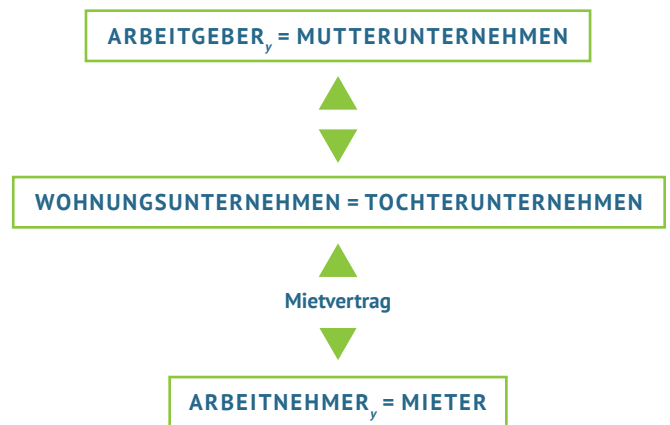 ARBEITGEBERy = MUTTERUNTERNEHMEN
WOHNUNGSUNTERNEHMEN = TOCHTERUNTERNEHMEN
Mietvertrag
ARBEITNEHMERy = MIETER